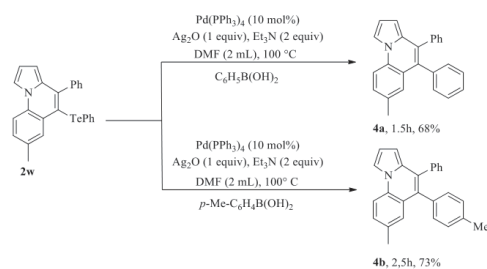 Pd(PPh3)4 (10 mol%)
Ag2O (1 equiv), Et3N (2 equiv)
DMF (2 mL), 100 °C
C6H5B(OH)2
N
Ph
4a, 1.5h, 68%
N
Ph
TePh
2w
Pd(PPh3)4 (10 mol%)
Ag2O (1 equiv), Et3N (2 equiv)
DMF (2 mL), 100° C
p-Me-C6H4B(OH)2
N
Ph
Me
4b, 2,5h, 73%